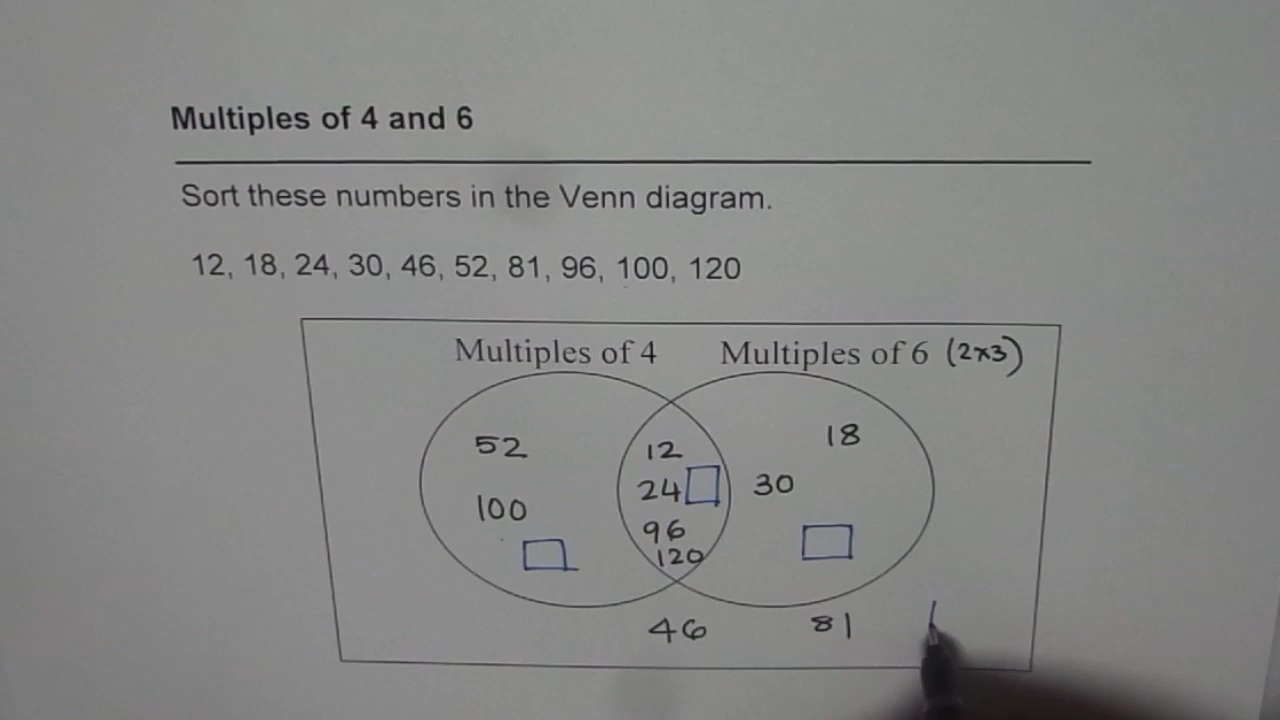 Multiples of 4 and 6
Sort these numbers in the Venn diagram.
12, 18, 24, 30, 46, 52, 81, 96, 100, 120
Multiples of 4 Multiples of 6 (2x3)
52 12 18
24 30
100
96
120
46 81